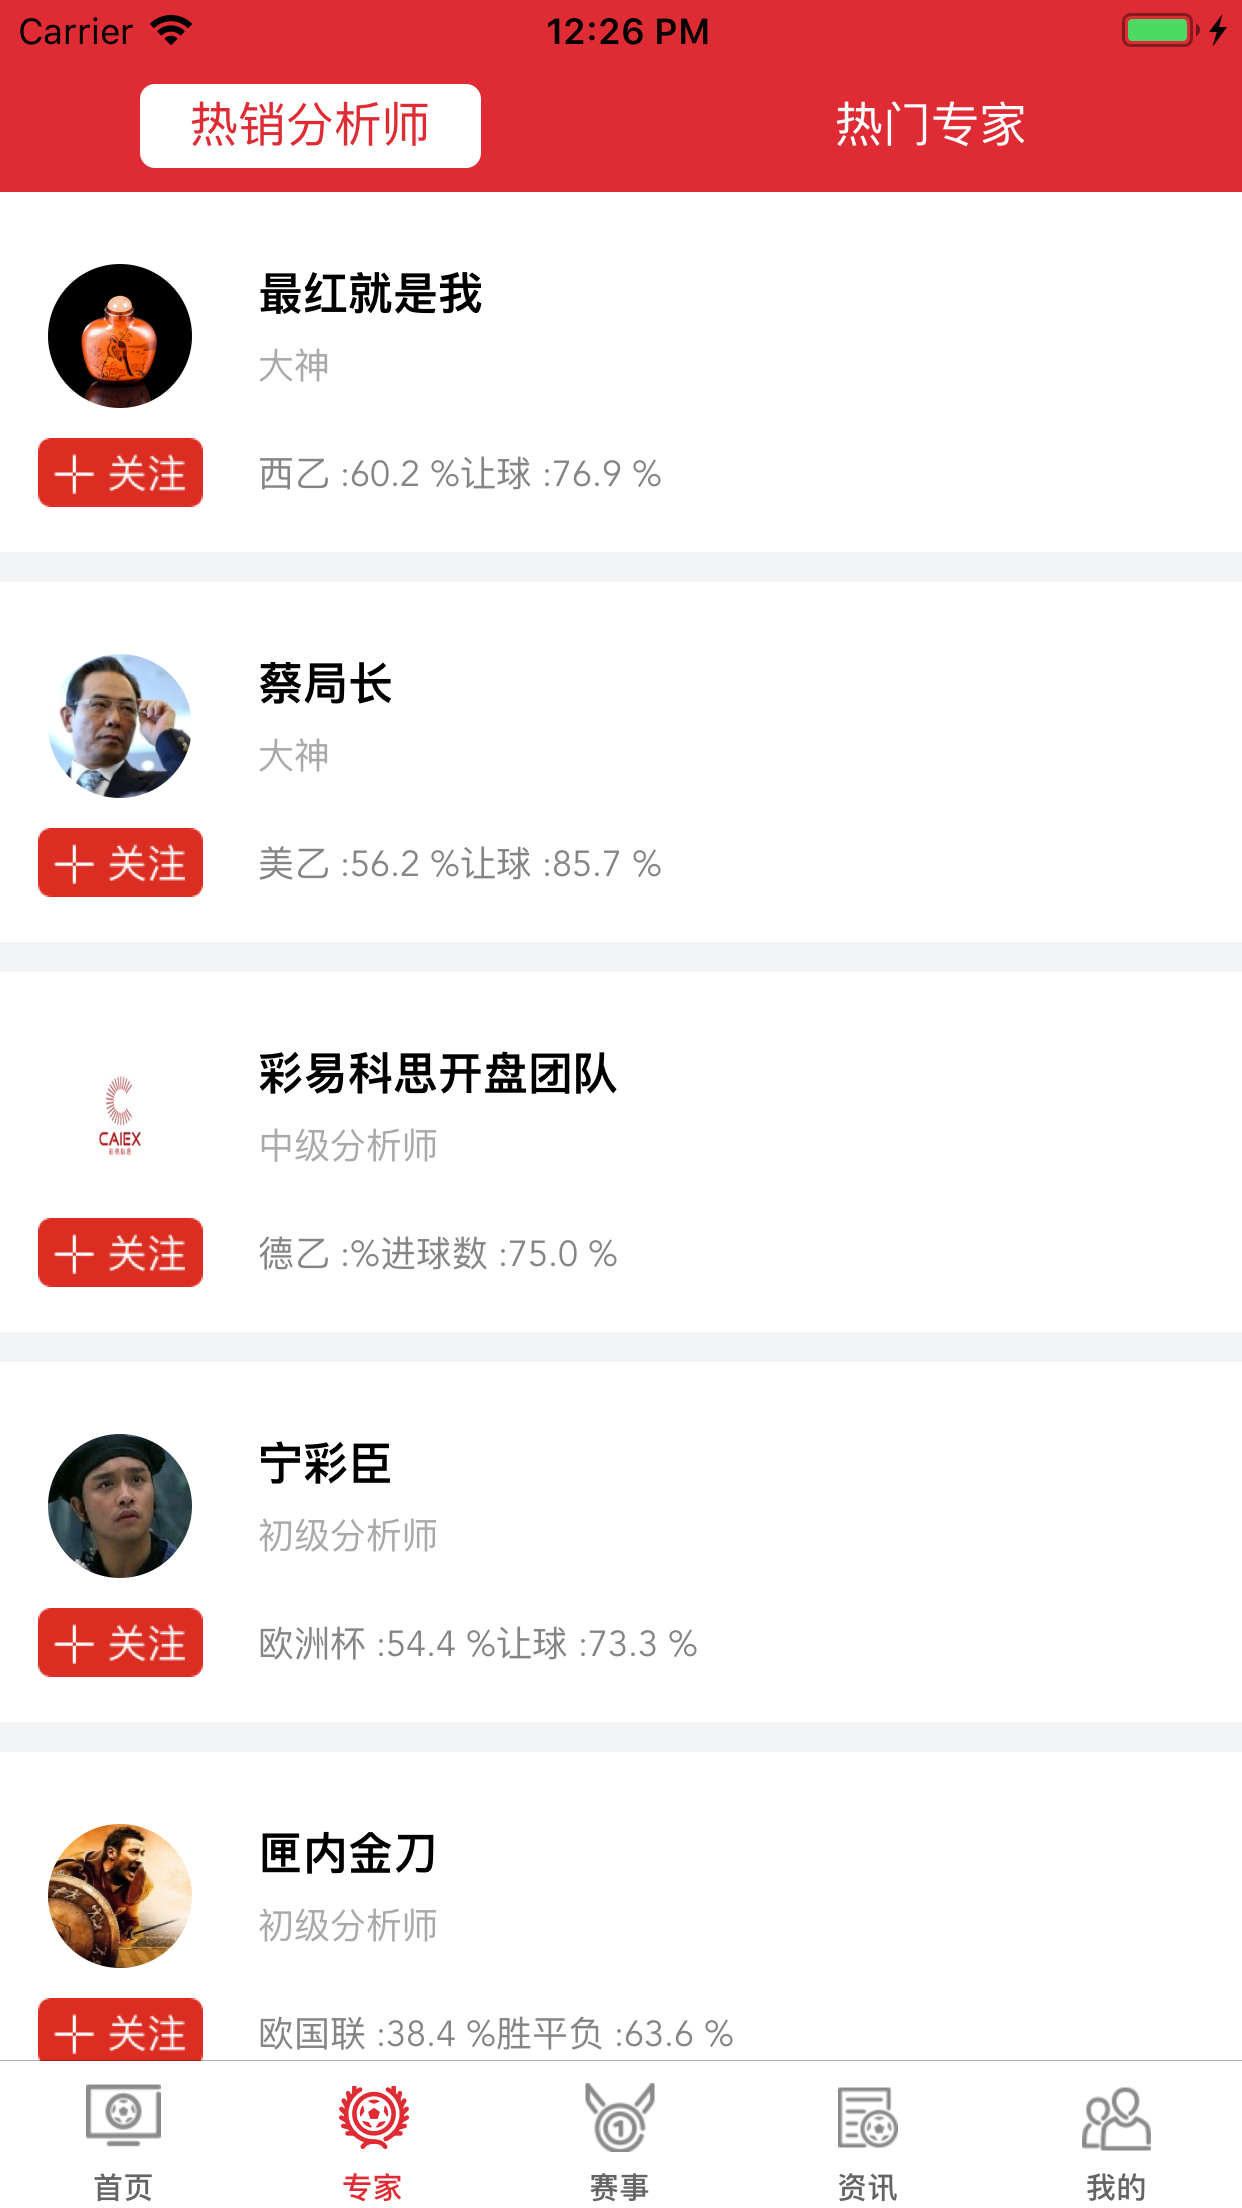 Carrier 12:26 PM
热销分析师 热门专家
最红就是我
大神
关注 西乙 :60.2 %让球 :76.9 %
蔡局长
大神
关注 美乙 :56.2 %让球 :85.7 %
CAIEX
彩易科思
彩易科思开盘团队
中级分析师
关注 德乙 :%进球数 :75.0 %
宁彩臣
初级分析师
关注 欧洲杯 :54.4 %让球 :73.3 %
匣内金刀
初级分析师
关注 欧国联 :38.4 %胜平负 :63.6 %
1
首页 专家 赛事 资讯 我的